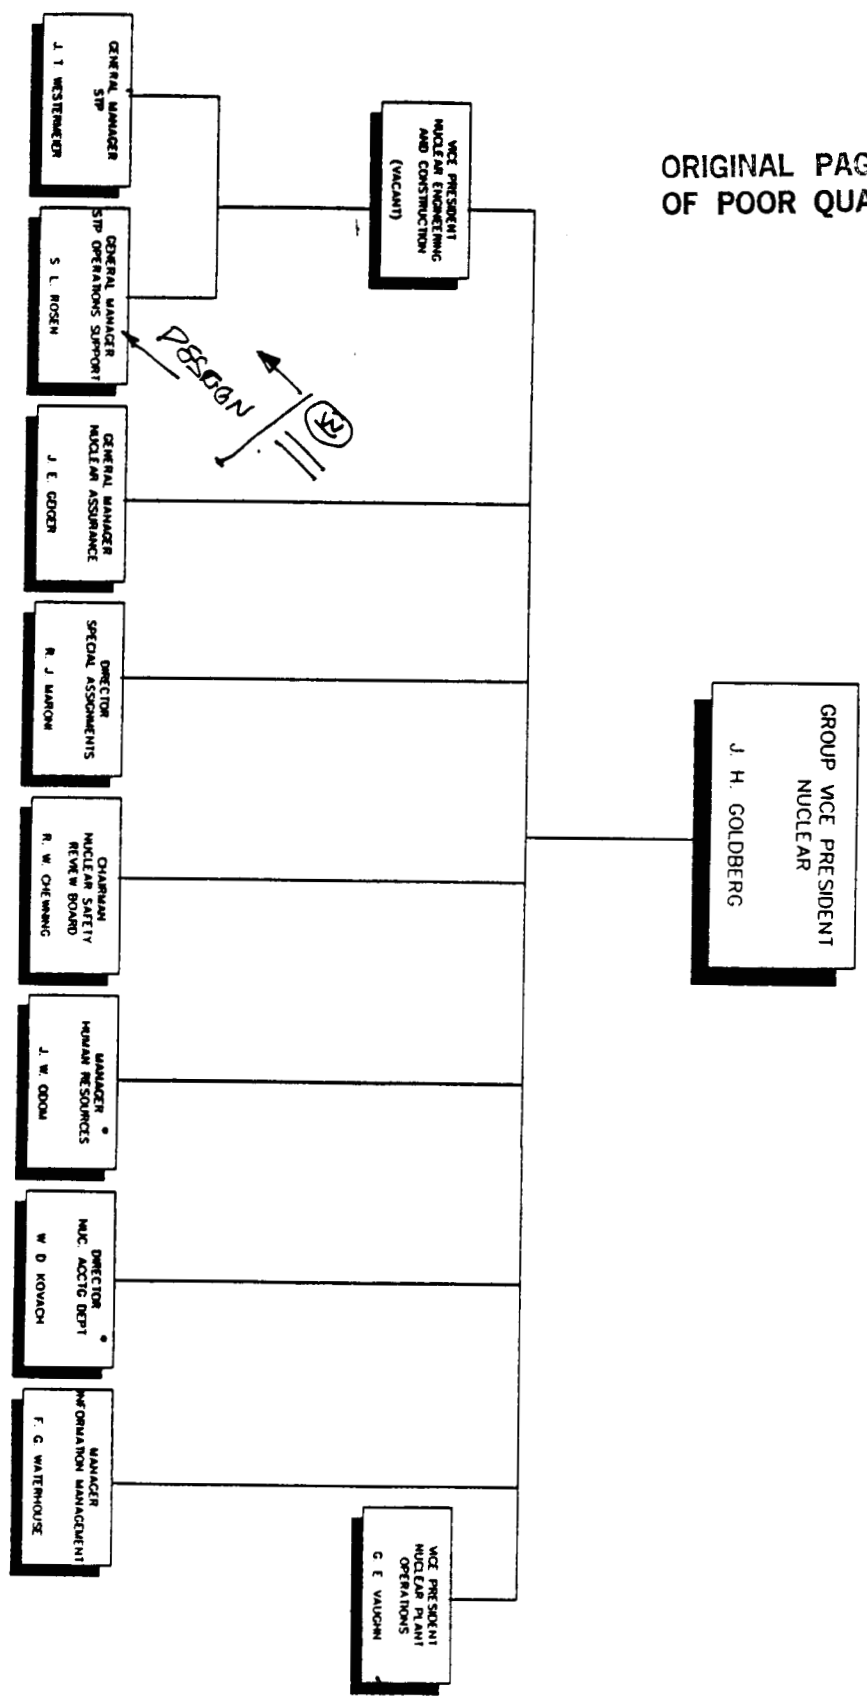 ORIGINAL PAG
OF POOR QUA
GROUP VICE PRESIDENT
NUCLEAR
J. H. GOLDBERG
VICE PRESIDENT
NUCLEAR ENGINEERING
AND CONSTRUCTION
(VACANT)
VICE PRESIDENT
NUCLEAR PLANT
OPERATIONS
G. E. VAUGHN
GENERAL MANAGER
STP
J. T. WESTERMEIER
GENERAL MANAGER
STP OPERATIONS SUPPORT
S. L. ROSEN
GENERAL MANAGER
NUCLEAR ASSURANCE
J. E. GEIGER
DIRECTOR
SPECIAL ASSIGNMENTS
R. J. MARONI
CHAIRMAN
NUCLEAR SAFETY
REVIEW BOARD
R. W. CHEWNING
MANAGER *
HUMAN RESOURCES
J. W. ODOM
DIRECTOR *
NUC. ACCTG DEPT
W. D. KOVACH
MANAGER
INFORMATION MANAGEMENT
F. G. WATERHOUSE